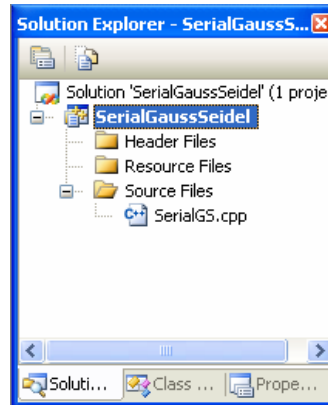 Solution Explorer - SerialGaussS...
Solution 'SerialGaussSeidel' (1 proje
SerialGaussSeidel
Header Files
Resource Files
Source Files
SerialGS.cpp
Soluti... Class ... Prope...